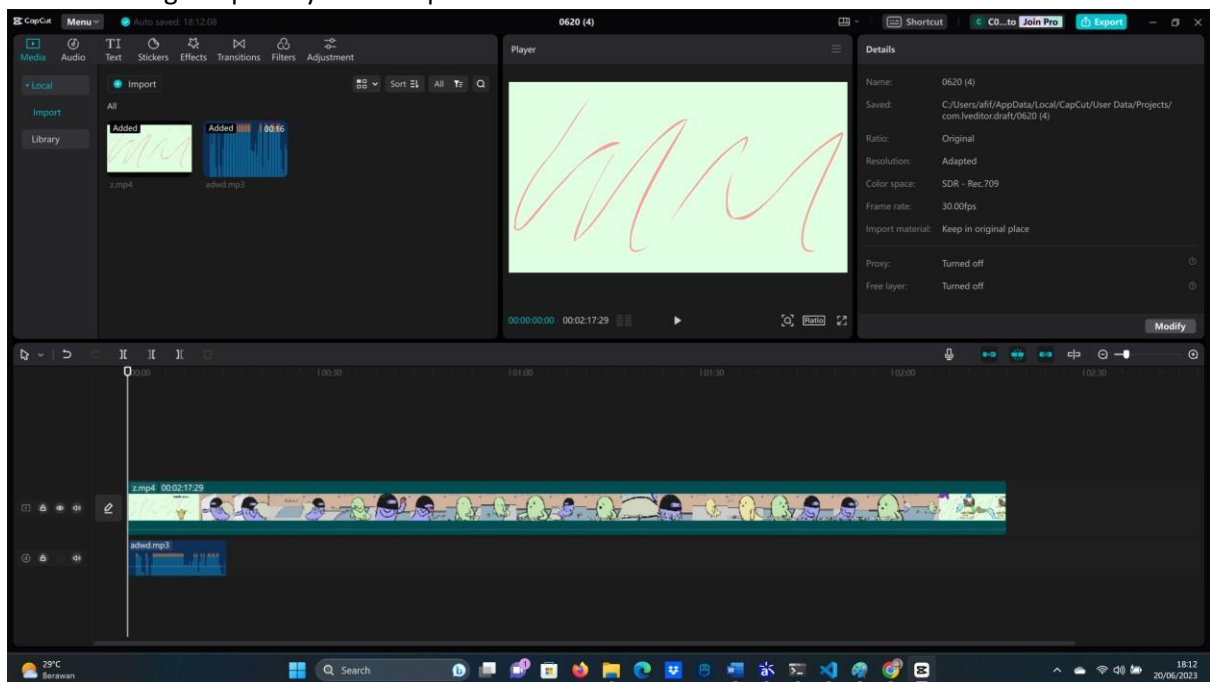 CapCut Menu Auto saved: 18:12:08 0620 (4) Shortcut C0...to Join Pro Export
Media Audio Text Stickers Effects Transitions Filters Adjustment
Player
Details
Local
Import
Library
Import Sort All
All
Added
z.mp4
Added 00:16
adwd.mp3
00:00:00:00 00:02:17:29 Ratio
Name: 0620 (4)
Saved: C:/Users/afif/AppData/Local/CapCut/User Data/Projects/
com.lveditor.draft/0620 (4)
Ratio: Original
Resolution: Adapted
Color space: SDR - Rec.709
Frame rate: 30.00fps
Import material: Keep in original place
Proxy: Turned off
Free layer: Turned off
Modify
00:00 00:30 01:00 01:30 02:00 02:30
z.mp4 00:02:17:29
adwd.mp3
29°C
Berawan
Search
18:12
20/06/2023